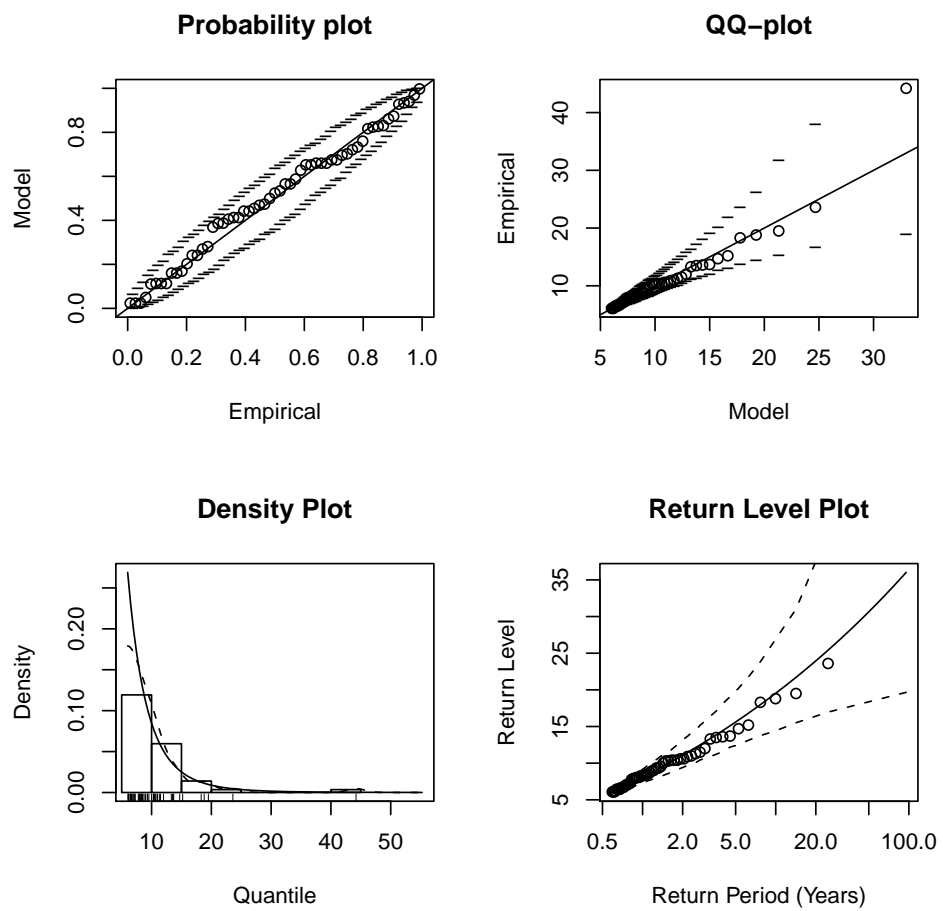 Probability plot
Model
0.0 0.4 0.8
0.0 0.2 0.4 0.6 0.8 1.0
Empirical
QQ−plot
Empirical
10 20 30 40
5 10 15 20 25 30
Model
Density Plot
Density
0.00 0.10 0.20
10 20 30 40 50
Quantile
Return Level Plot
Return Level
5 15 25 35
0.5 2.0 5.0 20.0 100.0
Return Period (Years)